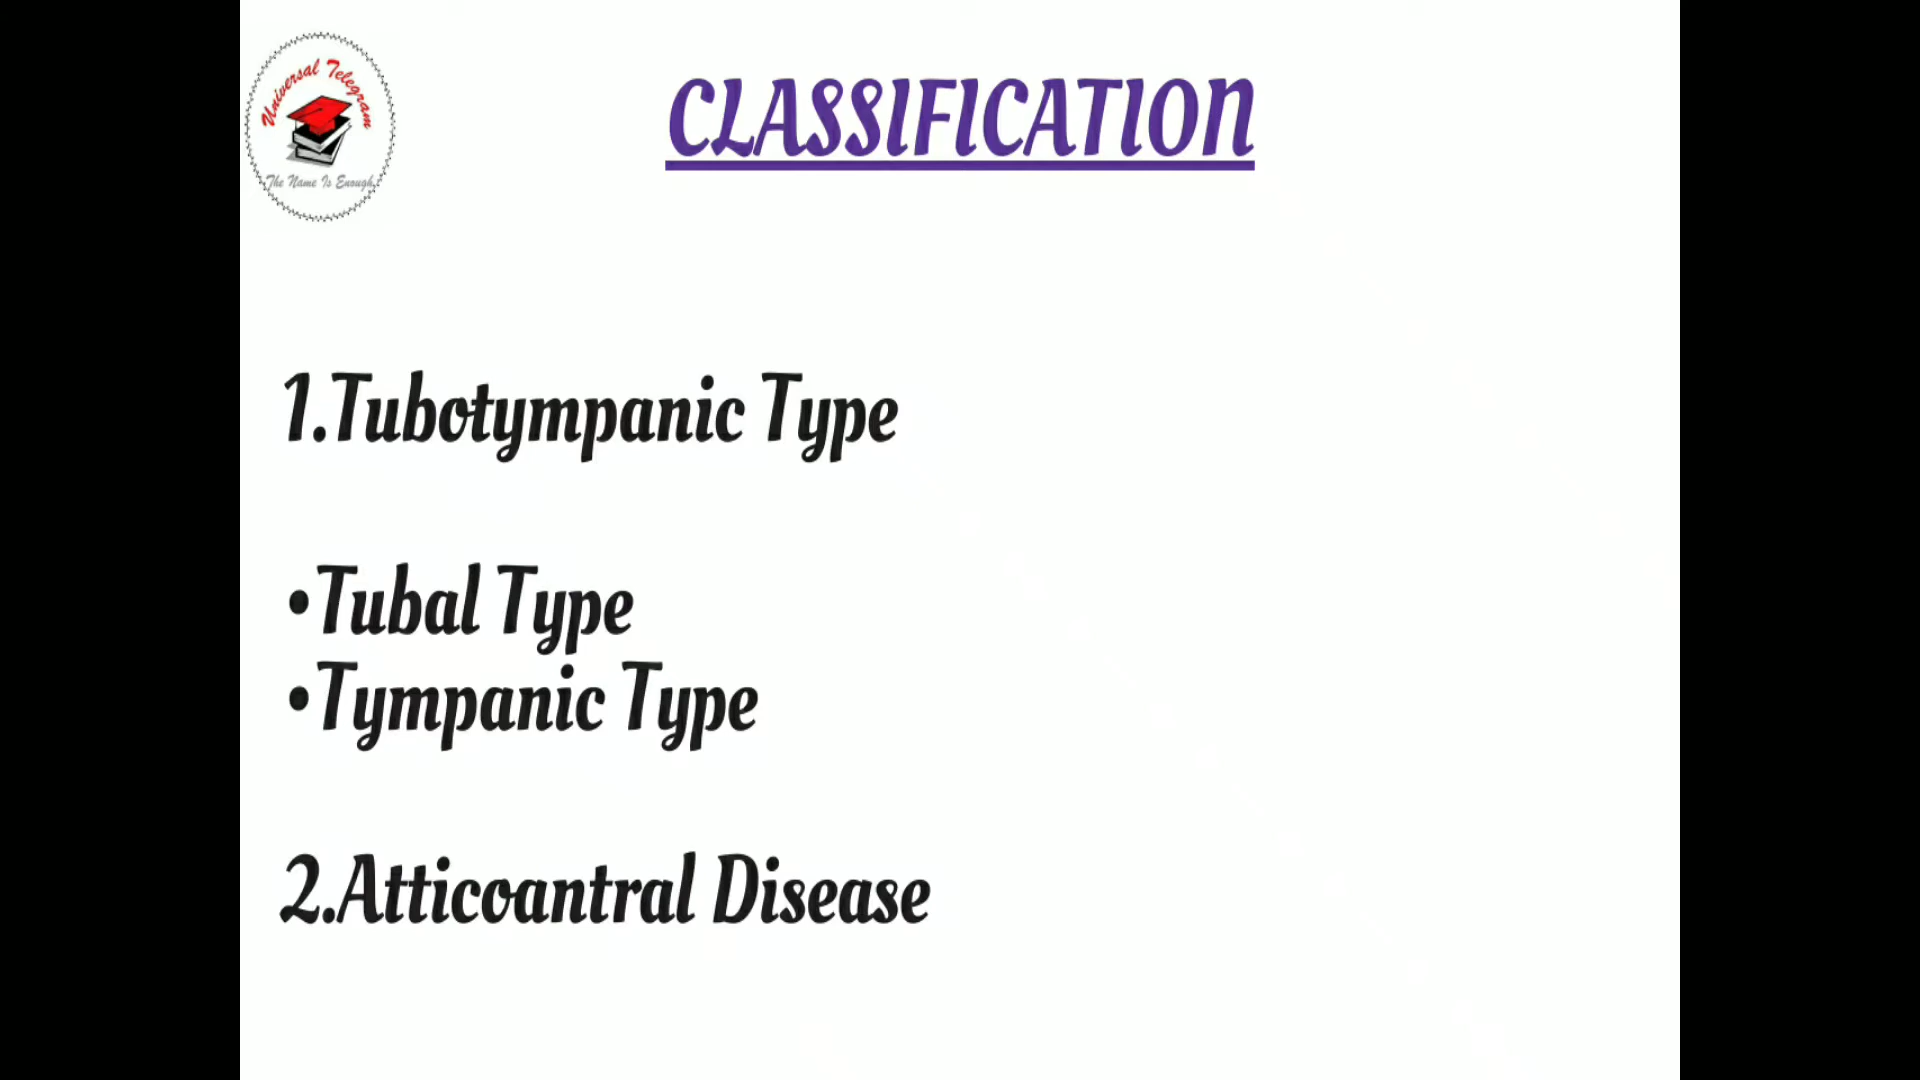 Universal Telegram
The Name Is Enough
CLASSIFICATION
1.Tubotympanic Type
•Tubal Type
•Tympanic Type
2.Atticoantral Disease